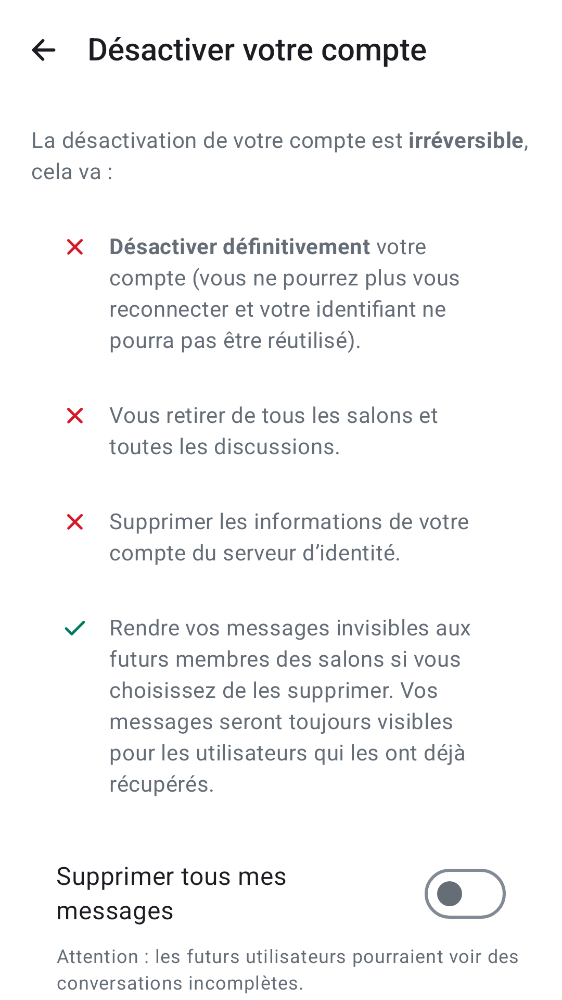 Désactiver votre compte
La désactivation de votre compte est irréversible,
cela va :
Désactiver définitivement votre
compte (vous ne pourrez plus vous
reconnecter et votre identifiant ne
pourra pas être réutilisé).
Vous retirer de tous les salons et
toutes les discussions.
Supprimer les informations de votre
compte du serveur d’identité.
Rendre vos messages invisibles aux
futurs membres des salons si vous
choisissez de les supprimer. Vos
messages seront toujours visibles
pour les utilisateurs qui les ont déjà
récupérés.
Supprimer tous mes
messages
Attention : les futurs utilisateurs pourraient voir des
conversations incomplètes.